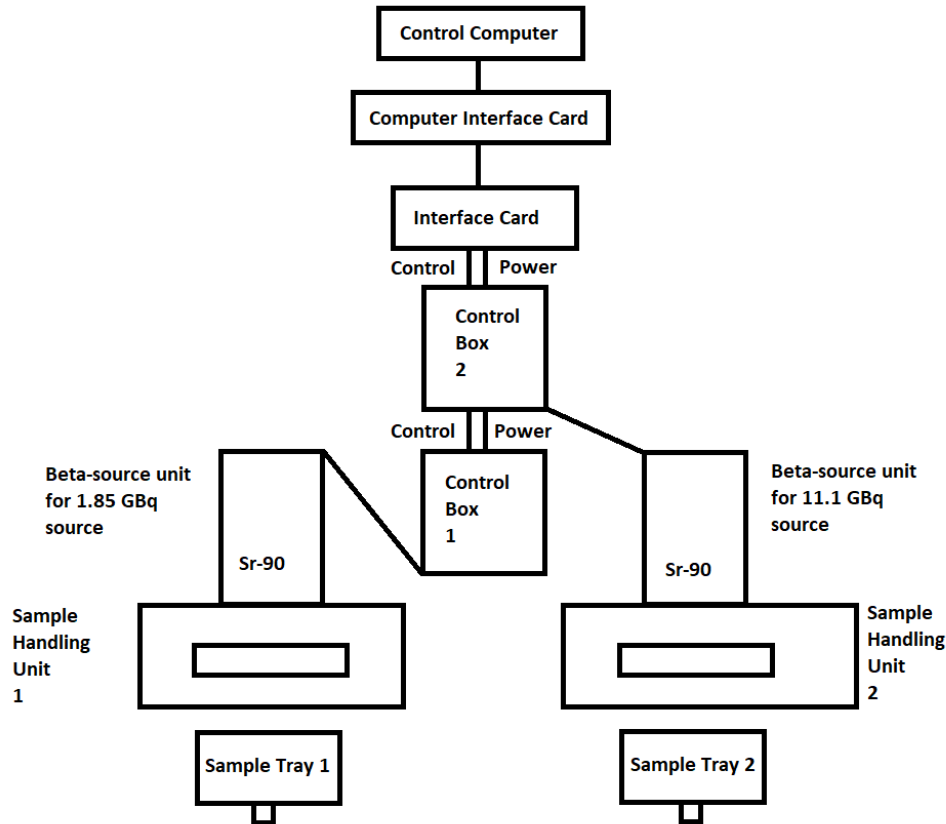 Control Computer
Computer Interface Card
Interface Card
Control
Power
Control
Box
2
Control
Power
Beta-source unit
for 1.85 GBq
source
Control
Box
1
Beta-source unit
for 11.1 GBq
source
Sr-90
Sr-90
Sample
Handling
Unit
1
Sample
Handling
Unit
2
Sample Tray 1
Sample Tray 2